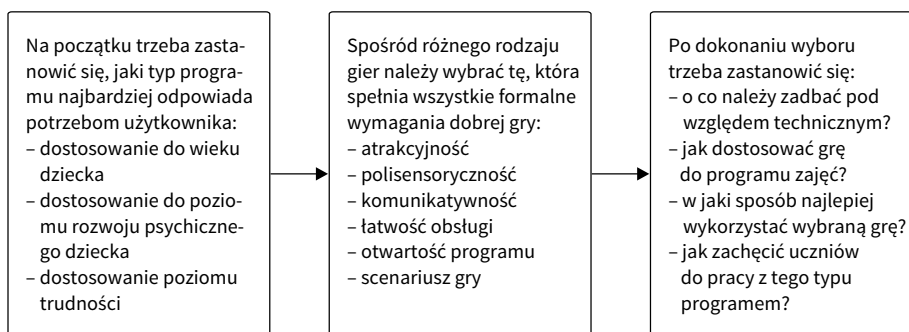 Na początku trzeba zasta-
nowić się, jaki typ progra-
mu najbardziej odpowiada
potrzebom użytkownika:
– dostosowanie do wieku
dziecka
– dostosowanie do pozio-
mu rozwoju psychiczne-
go dziecka
– dostosowanie poziomu
trudności
Spośród różnego rodzaju
gier należy wybrać tę, która
spełnia wszystkie formalne
wymagania dobrej gry:
– atrakcyjność
– polisensoryczność
– komunikatywność
– łatwość obsługi
– otwartość programu
– scenariusz gry
Po dokonaniu wyboru
trzeba zastanowić się:
– o co należy zadbać pod
względem technicznym?
– jak dostosować grę
do programu zajęć?
– w jaki sposób najlepiej
wykorzystać wybraną grę?
– jak zachęcić uczniów
do pracy z tego typu
programem?